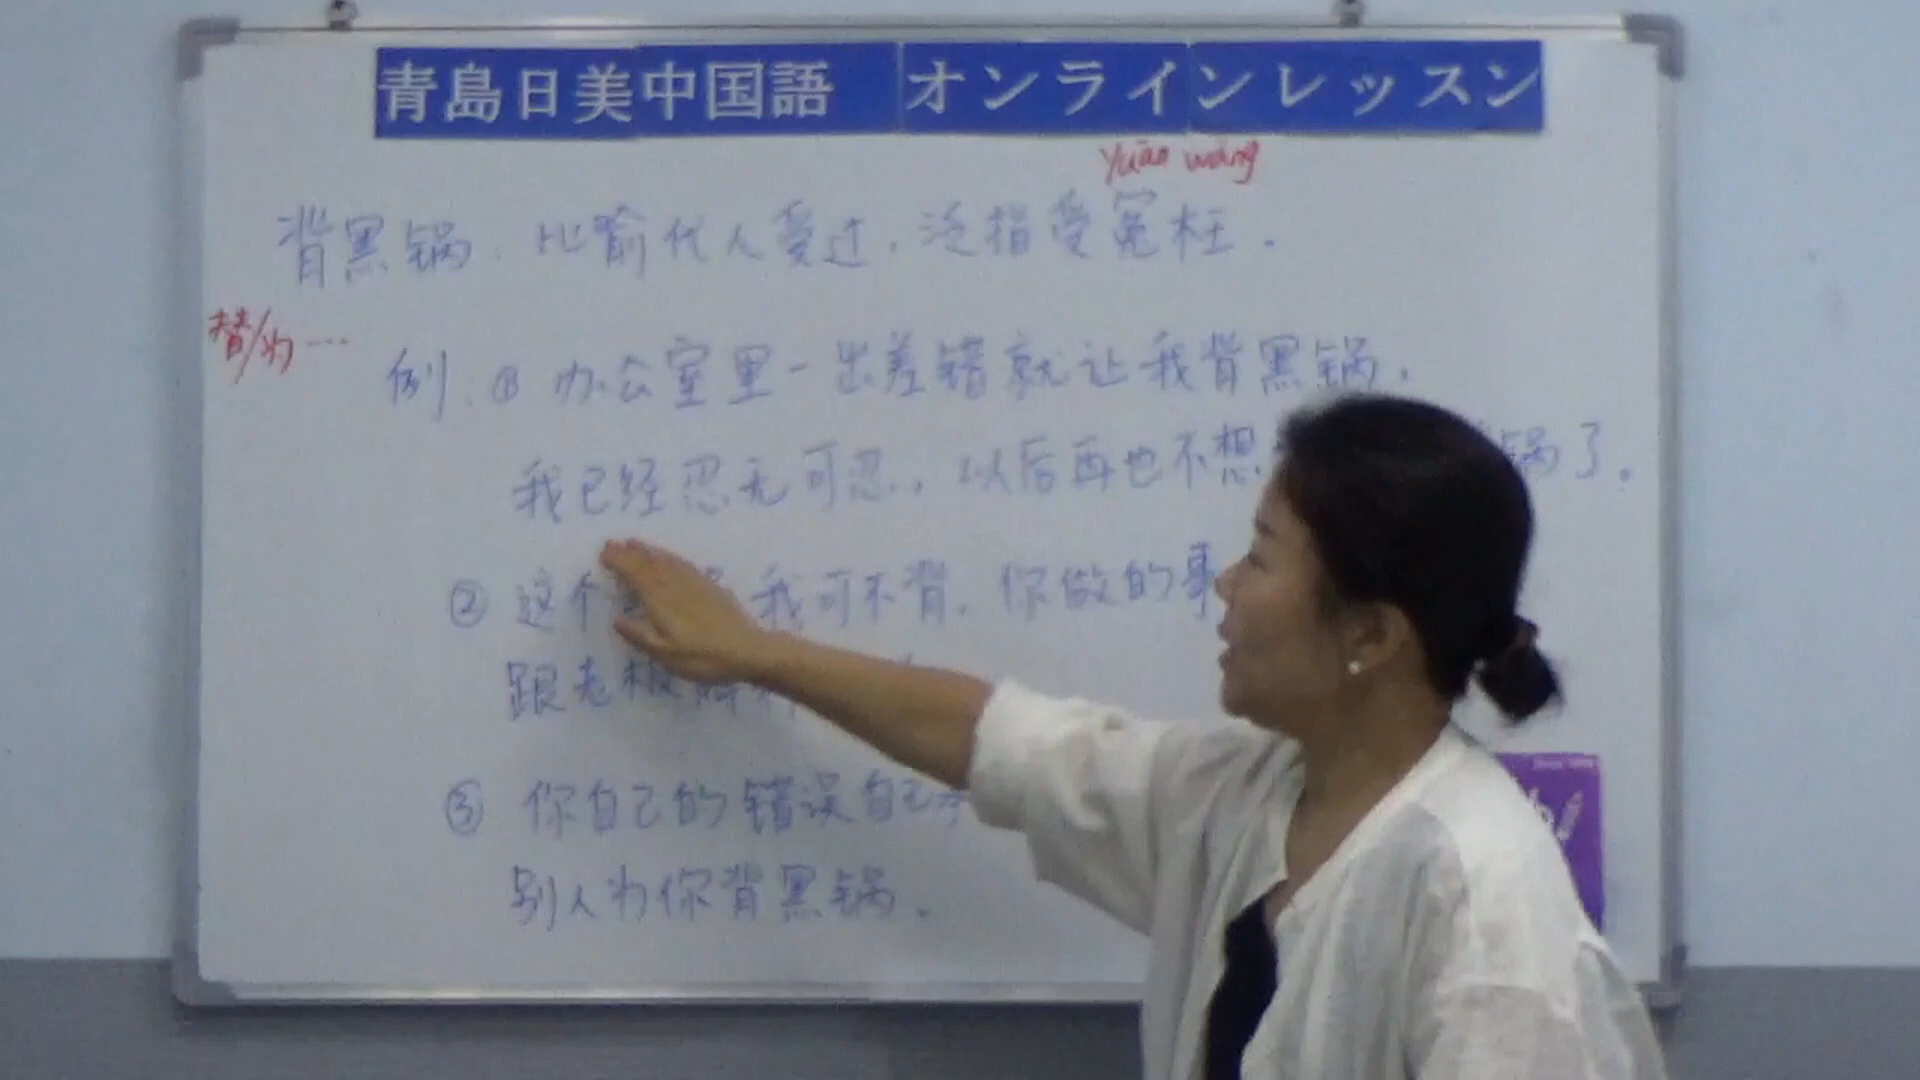 青島日美中国語 オンラインレッスン
yuān wang
背黑锅，比喻代人受过，泛指受冤枉．
替/为…
例：① 办公室里一出差错就让我背黑锅，
我已经忍无可忍，以后再也不想 锅了．
② 这个 我可不背，你做的事
跟老板解
③ 你自己的错误自己
别人为你背黑锅．